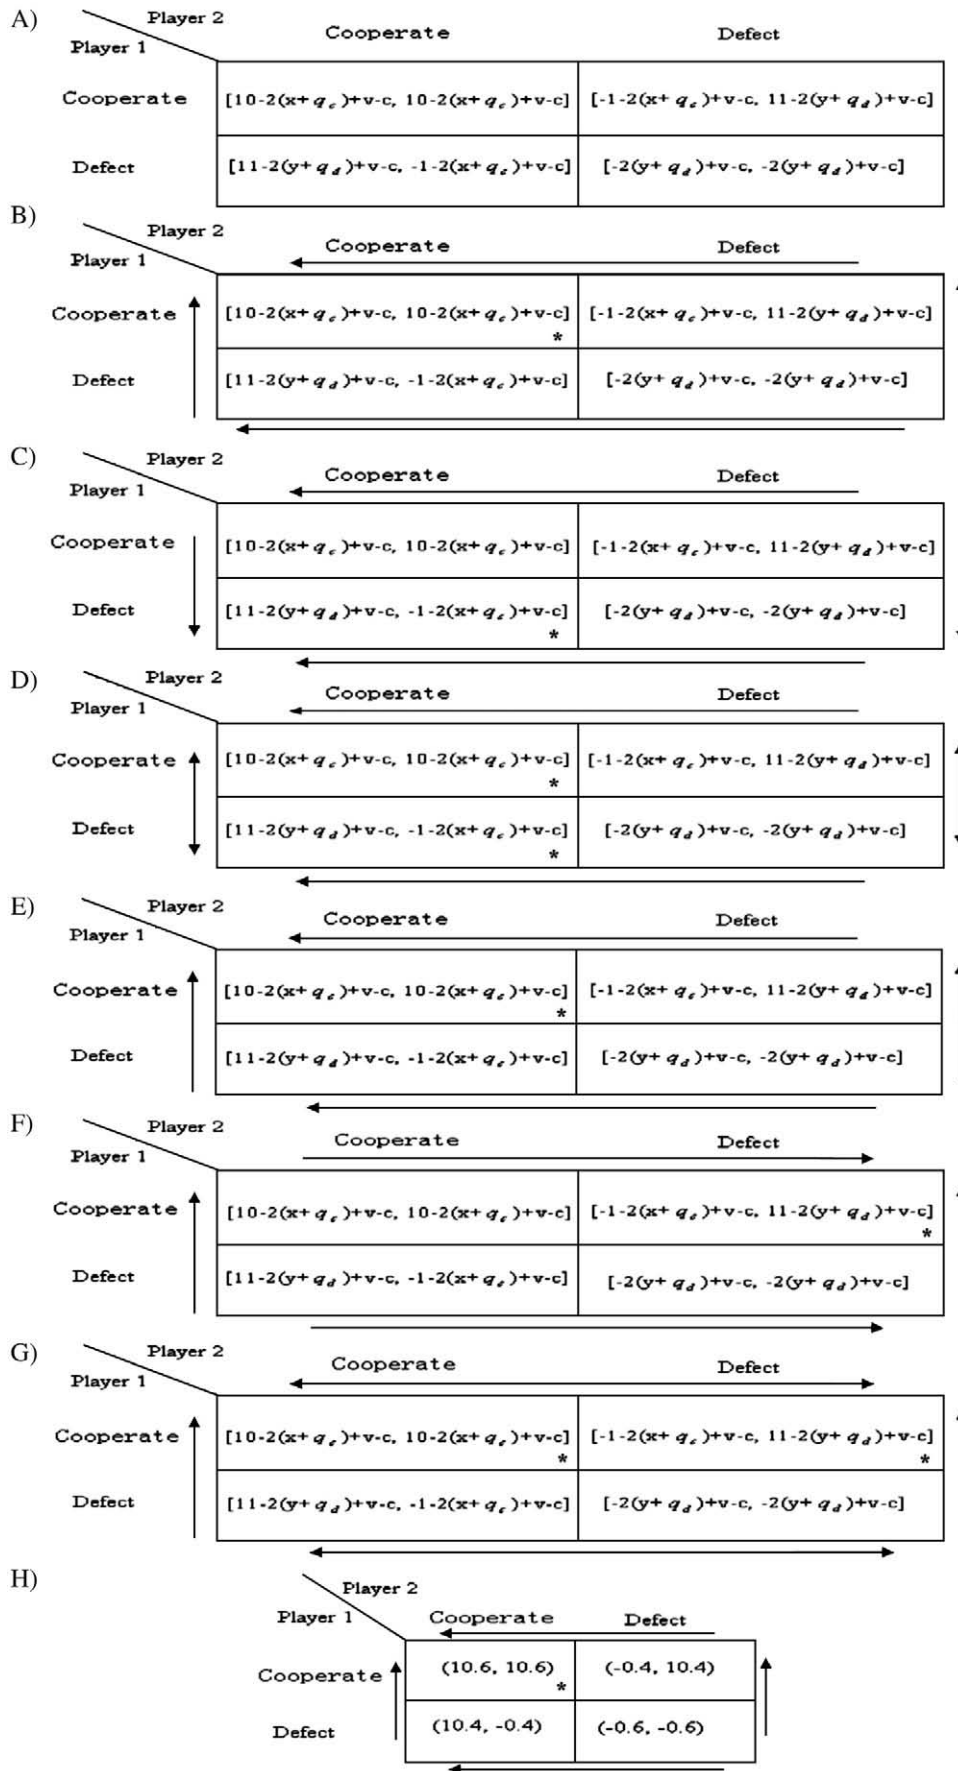 A)
Player 2
Player 1
Cooperate Defect
Cooperate [10-2(x+ q_c)+v-c, 10-2(x+ q_c)+v-c] [-1-2(x+ q_c)+v-c, 11-2(y+ q_d)+v-c]
Defect [11-2(y+ q_d)+v-c, -1-2(x+ q_c)+v-c] [-2(y+ q_d)+v-c, -2(y+ q_d)+v-c]
B)
Player 2
Player 1
Cooperate Defect
Cooperate [10-2(x+ q_c)+v-c, 10-2(x+ q_c)+v-c] [-1-2(x+ q_c)+v-c, 11-2(y+ q_d)+v-c]
*
Defect [11-2(y+ q_d)+v-c, -1-2(x+ q_c)+v-c] [-2(y+ q_d)+v-c, -2(y+ q_d)+v-c]
C)
Player 2
Player 1
Cooperate Defect
Cooperate [10-2(x+ q_c)+v-c, 10-2(x+ q_c)+v-c] [-1-2(x+ q_c)+v-c, 11-2(y+ q_d)+v-c]
Defect [11-2(y+ q_d)+v-c, -1-2(x+ q_c)+v-c] [-2(y+ q_d)+v-c, -2(y+ q_d)+v-c]
*
D)
Player 2
Player 1
Cooperate Defect
Cooperate [10-2(x+ q_c)+v-c, 10-2(x+ q_c)+v-c] [-1-2(x+ q_c)+v-c, 11-2(y+ q_d)+v-c]
*
Defect [11-2(y+ q_d)+v-c, -1-2(x+ q_c)+v-c] [-2(y+ q_d)+v-c, -2(y+ q_d)+v-c]
*
E)
Player 2
Player 1
Cooperate Defect
Cooperate [10-2(x+ q_c)+v-c, 10-2(x+ q_c)+v-c] [-1-2(x+ q_c)+v-c, 11-2(y+ q_d)+v-c]
*
Defect [11-2(y+ q_d)+v-c, -1-2(x+ q_c)+v-c] [-2(y+ q_d)+v-c, -2(y+ q_d)+v-c]
F)
Player 2
Player 1
Cooperate Defect
Cooperate [10-2(x+ q_c)+v-c, 10-2(x+ q_c)+v-c] [-1-2(x+ q_c)+v-c, 11-2(y+ q_d)+v-c]
*
Defect [11-2(y+ q_d)+v-c, -1-2(x+ q_c)+v-c] [-2(y+ q_d)+v-c, -2(y+ q_d)+v-c]
G)
Player 2
Player 1
Cooperate Defect
Cooperate [10-2(x+ q_c)+v-c, 10-2(x+ q_c)+v-c] [-1-2(x+ q_c)+v-c, 11-2(y+ q_d)+v-c]
* *
Defect [11-2(y+ q_d)+v-c, -1-2(x+ q_c)+v-c] [-2(y+ q_d)+v-c, -2(y+ q_d)+v-c]
H)
Player 2
Player 1 Cooperate Defect
Cooperate (10.6, 10.6) (-0.4, 10.4)
*
Defect (10.4, -0.4) (-0.6, -0.6)